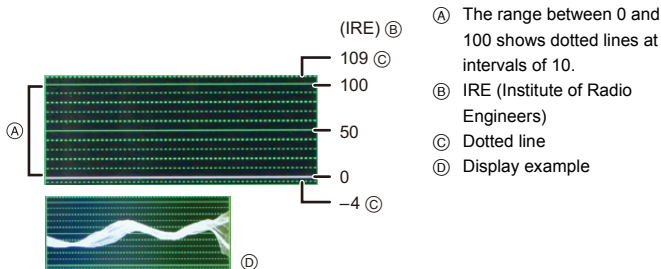 (IRE) Ⓑ
109 Ⓒ
100
Ⓐ
50
0
–4 Ⓒ
Ⓓ
Ⓐ The range between 0 and
100 shows dotted lines at
intervals of 10.
Ⓑ IRE (Institute of Radio
Engineers)
Ⓒ Dotted line
Ⓓ Display example